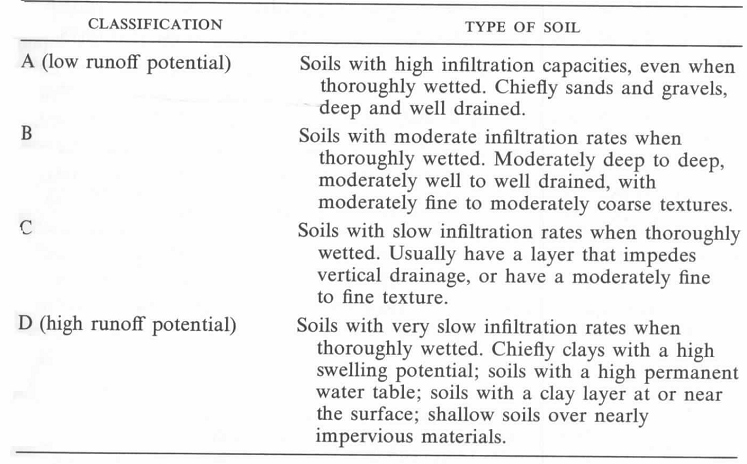 CLASSIFICATION TYPE OF SOIL
A (low runoff potential) Soils with high infiltration capacities, even when
thoroughly wetted. Chiefly sands and gravels,
deep and well drained.
B Soils with moderate infiltration rates when
thoroughly wetted. Moderately deep to deep,
moderately well to well drained, with
moderately fine to moderately coarse textures.
C Soils with slow infiltration rates when thoroughly
wetted. Usually have a layer that impedes
vertical drainage, or have a moderately fine
to fine texture.
D (high runoff potential) Soils with very slow infiltration rates when
thoroughly wetted. Chiefly clays with a high
swelling potential; soils with a high permanent
water table; soils with a clay layer at or near
the surface; shallow soils over nearly
impervious materials.